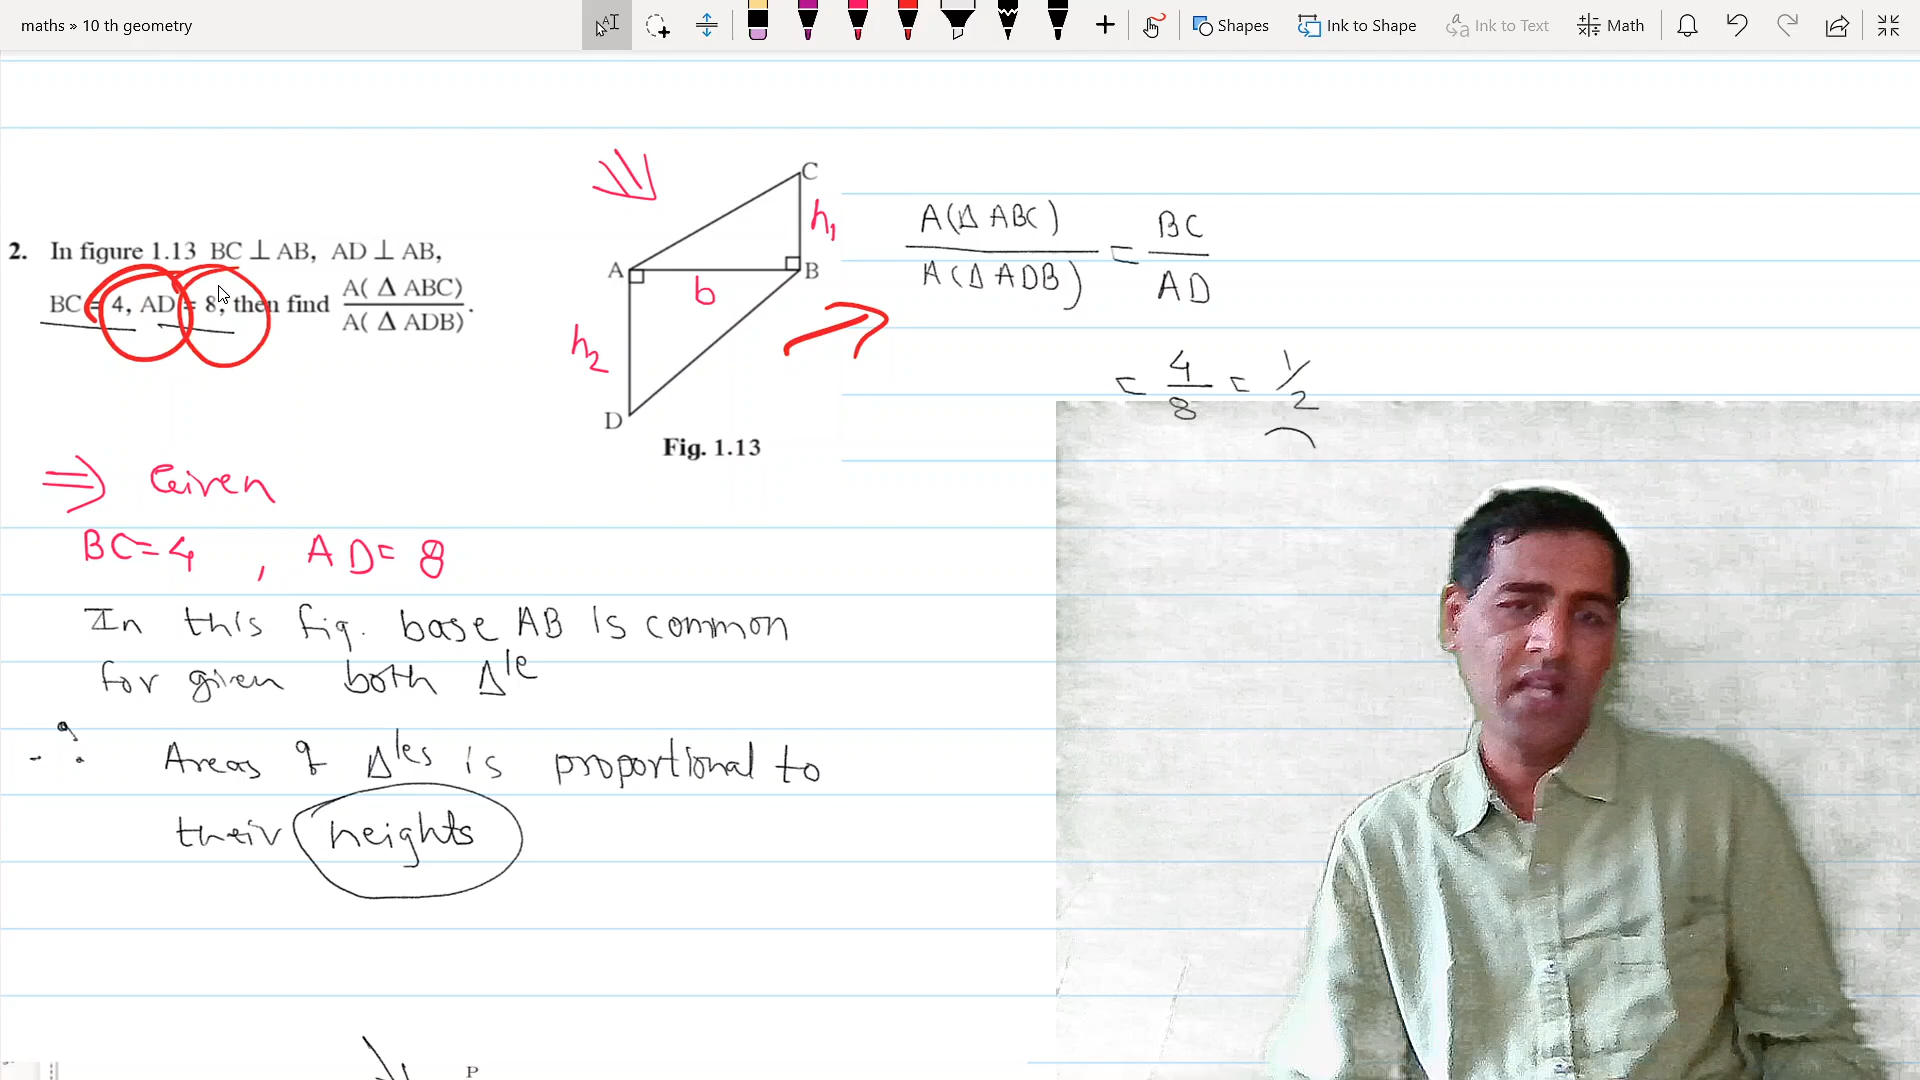 maths » 10 th geometry
Shapes
Ink to Shape
Ink to Text
Math
2. In figure 1.13 BC ⊥ AB, AD ⊥ AB,
BC = 4, AD = 8, then find A( Δ ABC) / A( Δ ADB) .
C
h1
A
B
b
h2
D
Fig. 1.13
A(Δ ABC) / A(Δ ADB) = BC / AD
= 4/8 = 1/2
⇒ Given
BC=4 , AD= 8
In this fig. base AB is common
for given both Δle
∴ Areas of Δles is proportional to
their heights
P